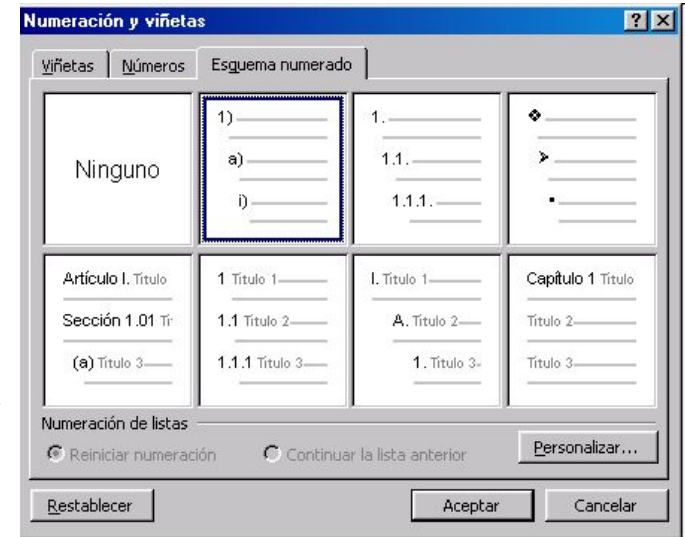 Numeración y viñetas
Viñetas Números Esquema numerado
Ninguno
1)
a)
i)
1.
1.1.
1.1.1.
Artículo I. Título
Sección 1.01 Tí
(a) Título 3
1 Título 1
1.1 Título 2
1.1.1 Título 3
I. Título 1
A. Título 2
1. Título 3
Capítulo 1 Título
Título 2
Título 3
Numeración de listas
Reiniciar numeración Continuar la lista anterior Personalizar...
Restablecer Aceptar Cancelar